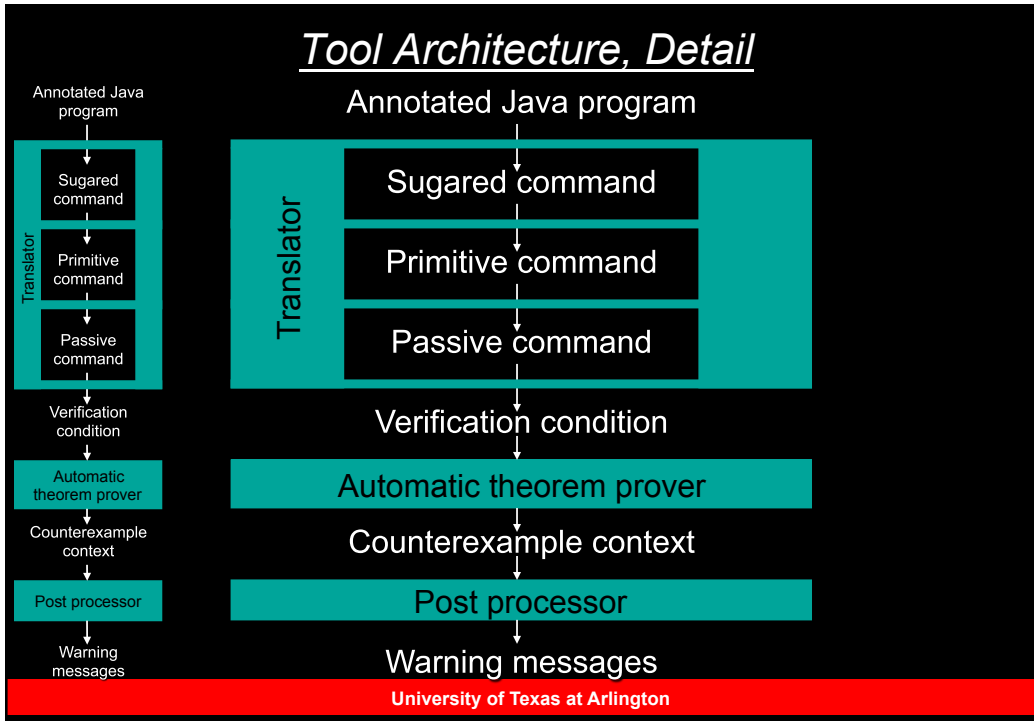 Tool Architecture, Detail
Annotated Java
program
Sugared
command
Translator
Primitive
command
Passive
command
Verification
condition
Automatic
theorem prover
Counterexample
context
Post processor
Warning
messages
Annotated Java program
Sugared command
Translator
Primitive command
Passive command
Verification condition
Automatic theorem prover
Counterexample context
Post processor
Warning messages
University of Texas at Arlington